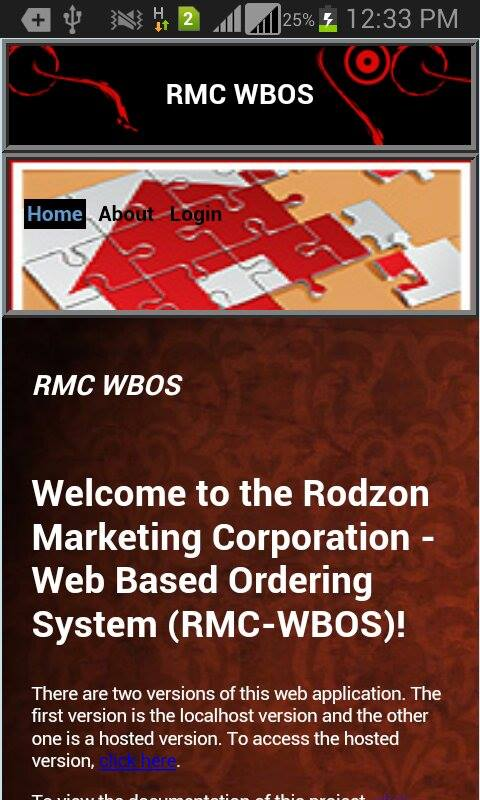 H 2 25% 12:33 PM
RMC WBOS
Home About Login
RMC WBOS
Welcome to the Rodzon
Marketing Corporation -
Web Based Ordering
System (RMC-WBOS)!
There are two versions of this web application. The
first version is the localhost version and the other
one is a hosted version. To access the hosted
version, click here.
To view the documentation of this project, click